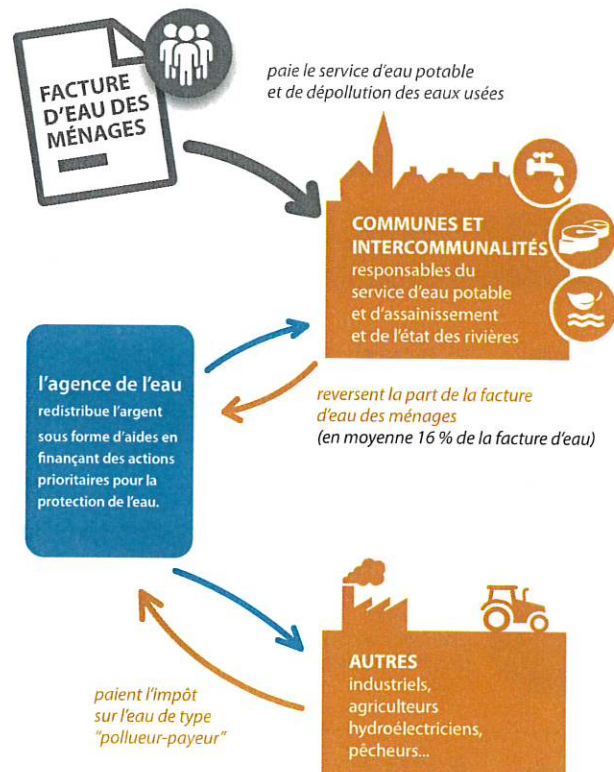 FACTURE
D'EAU DES
MÉNAGES
paie le service d'eau potable
et de dépollution des eaux usées
COMMUNES ET
INTERCOMMUNALITÉS
responsables du
service d'eau potable
et d'assainissement
et de l'état des rivières
l'agence de l'eau
redistribue l'argent
sous forme d'aides en
finançant des actions
prioritaires pour la
protection de l'eau.
reversent la part de la facture
d'eau des ménages
(en moyenne 16 % de la facture d'eau)
AUTRES
industriels,
agriculteurs
hydroélectriciens,
pêcheurs...
paient l'impôt
sur l'eau de type
"pollueur-payeur"